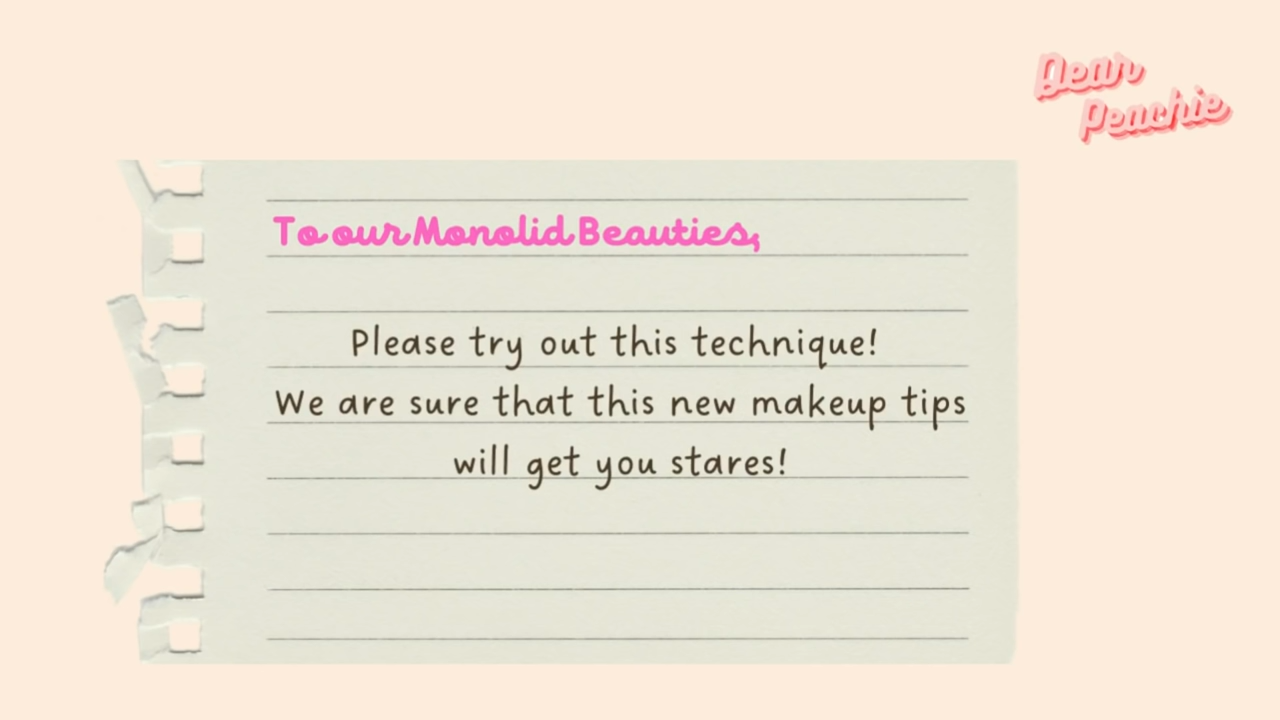 Dear
Peachie
To our Monolid Beauties,
Please try out this technique!
We are sure that this new makeup tips
will get you stares!